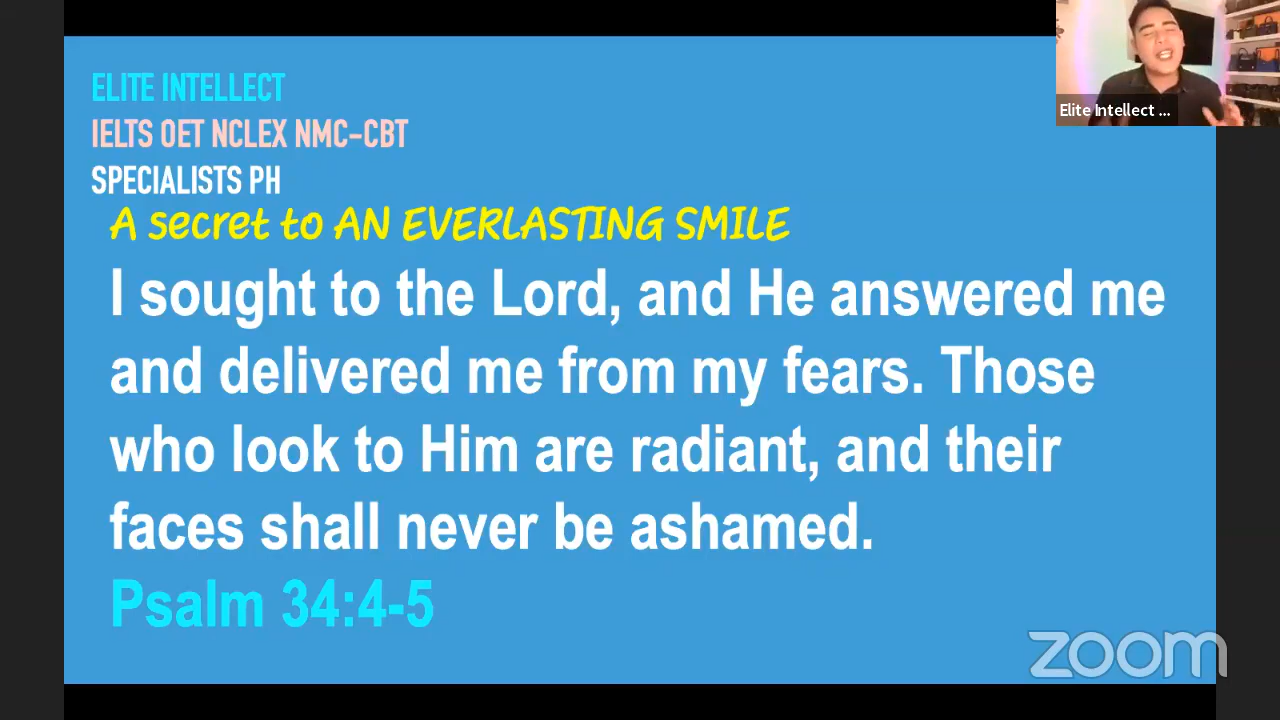 ELITE INTELLECT
IELTS OET NCLEX NMC-CBT
SPECIALISTS PH
A secret to AN EVERLASTING SMILE
I sought to the Lord, and He answered me
and delivered me from my fears. Those
who look to Him are radiant, and their
faces shall never be ashamed.
Psalm 34:4-5
Elite Intellect ...
zoom